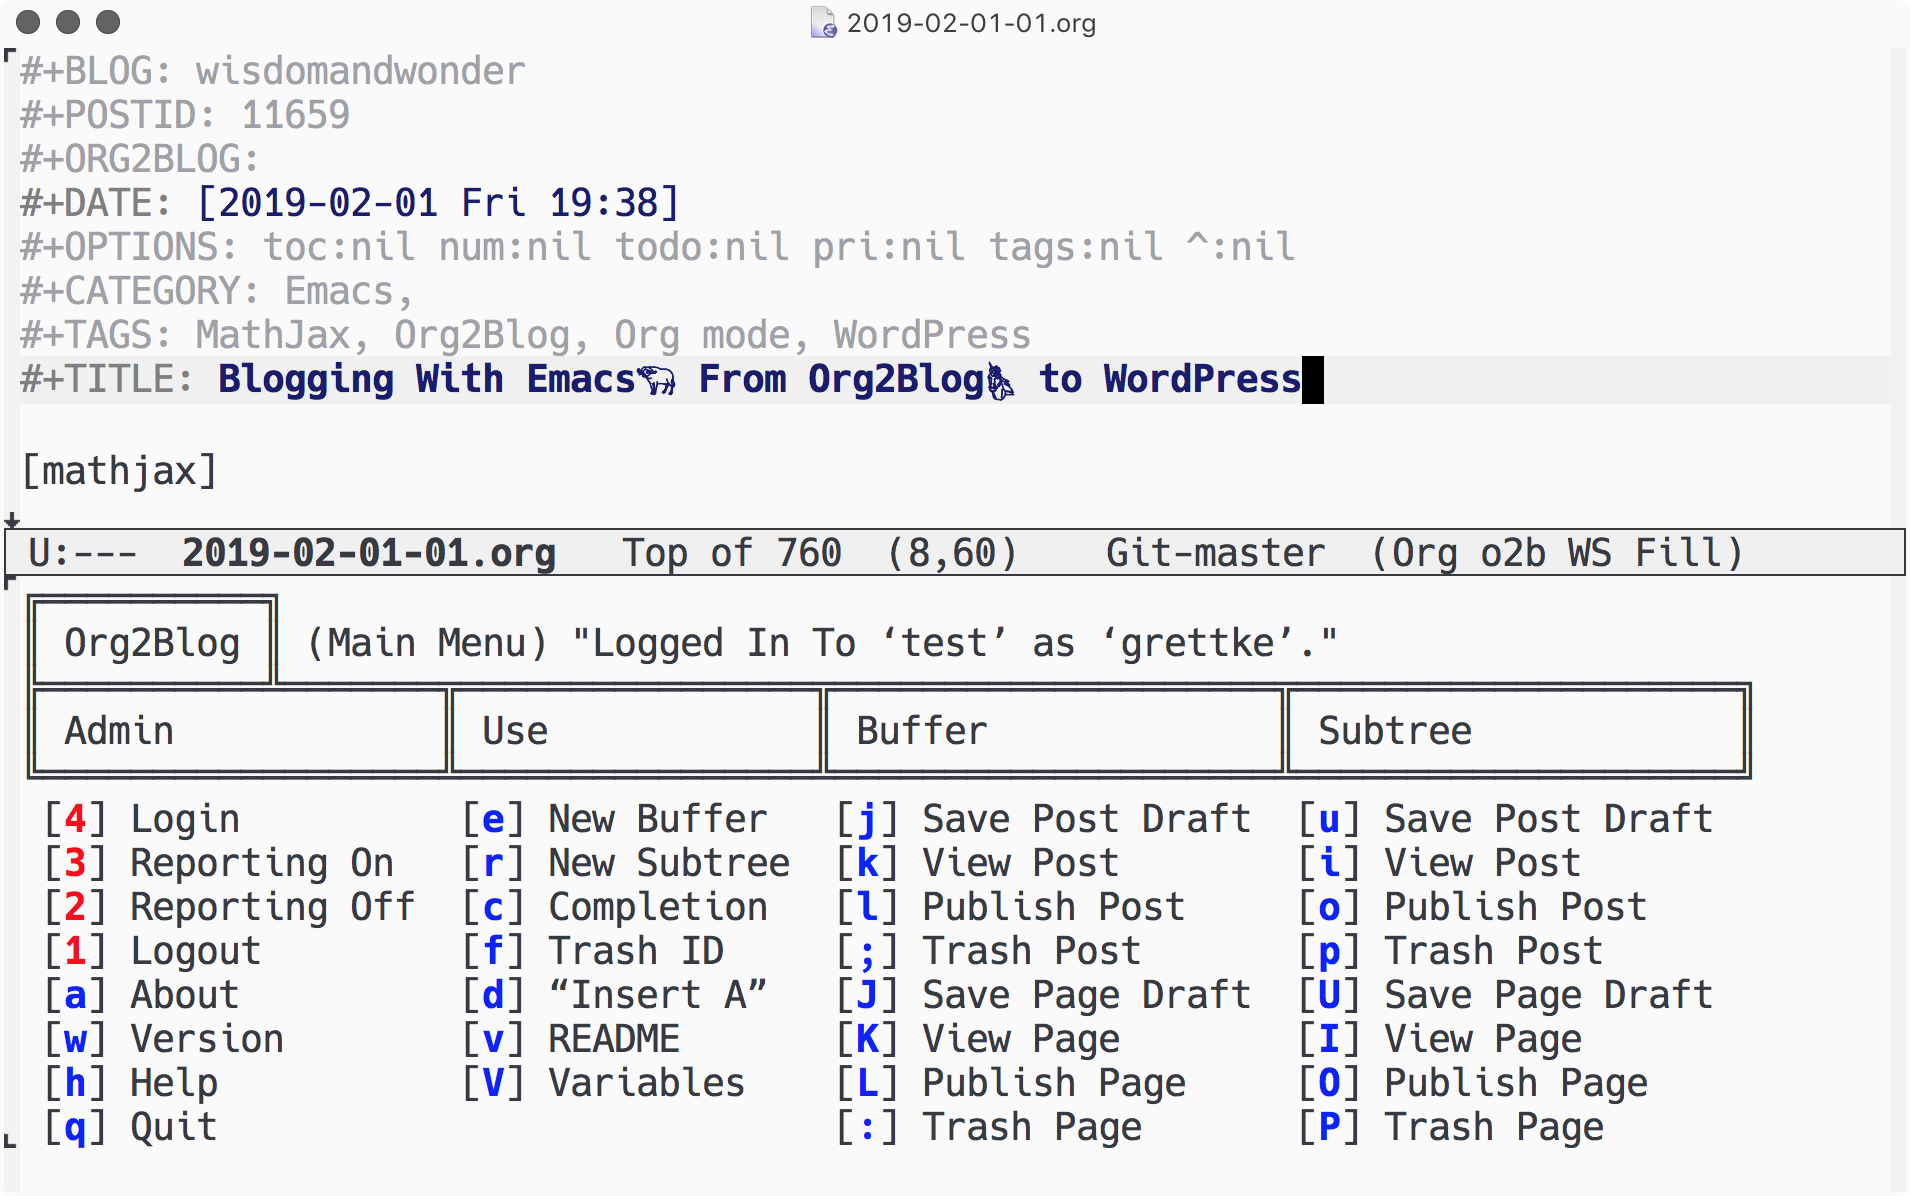 2019-02-01-01.org
#+BLOG: wisdomandwonder
#+POSTID: 11659
#+ORG2BLOG:
#+DATE: [2019-02-01 Fri 19:38]
#+OPTIONS: toc:nil num:nil todo:nil pri:nil tags:nil ^:nil
#+CATEGORY: Emacs,
#+TAGS: MathJax, Org2Blog, Org mode, WordPress
#+TITLE: Blogging With Emacs🐃 From Org2Blog🦄 to WordPress
[mathjax]
U:--- 2019-02-01-01.org Top of 760 (8,60) Git-master (Org o2b WS Fill)
Org2Blog (Main Menu) "Logged In To ‘test’ as ‘grettke’."
Admin Use Buffer Subtree
[4] Login [e] New Buffer [j] Save Post Draft [u] Save Post Draft
[3] Reporting On [r] New Subtree [k] View Post [i] View Post
[2] Reporting Off [c] Completion [l] Publish Post [o] Publish Post
[1] Logout [f] Trash ID [;] Trash Post [p] Trash Post
[a] About [d] “Insert A” [J] Save Page Draft [U] Save Page Draft
[w] Version [v] README [K] View Page [I] View Page
[h] Help [V] Variables [L] Publish Page [O] Publish Page
[q] Quit [:] Trash Page [P] Trash Page